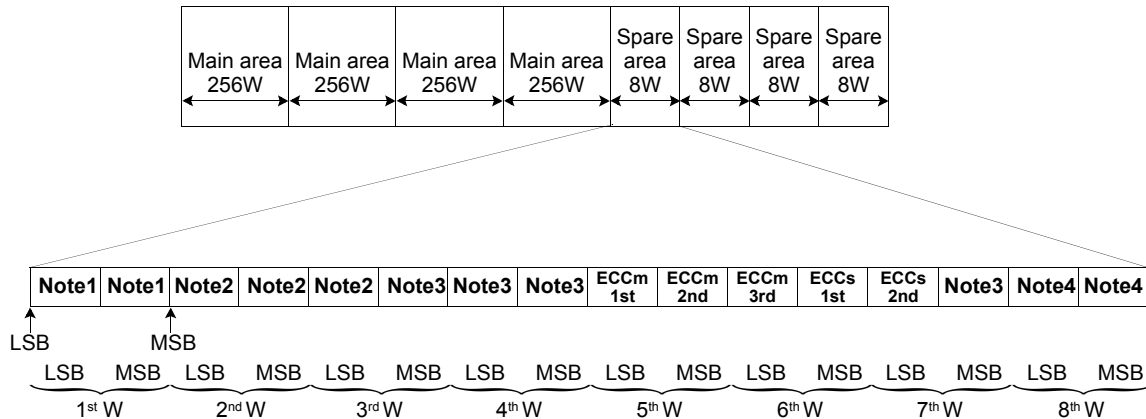 Main area 256W
Main area 256W
Main area 256W
Main area 256W
Spare area 8W
Spare area 8W
Spare area 8W
Spare area 8W
Note1 Note1 Note2 Note2 Note2 Note3 Note3 Note3 ECCm 1st ECCm 2nd ECCm 3rd ECCs 1st ECCs 2nd Note3 Note4 Note4
LSB MSB
LSB MSB LSB MSB LSB MSB LSB MSB LSB MSB LSB MSB LSB MSB LSB MSB
1st W 2nd W 3rd W 4th W 5th W 6th W 7th W 8th W